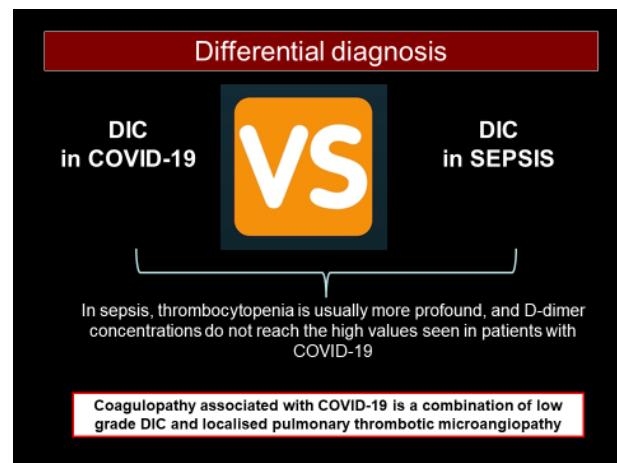 Differential diagnosis
DIC
in COVID-19
VS
DIC
in SEPSIS
In sepsis, thrombocytopenia is usually more profound, and D-dimer
concentrations do not reach the high values seen in patients with
COVID-19
Coagulopathy associated with COVID-19 is a combination of low
grade DIC and localised pulmonary thrombotic microangiopathy